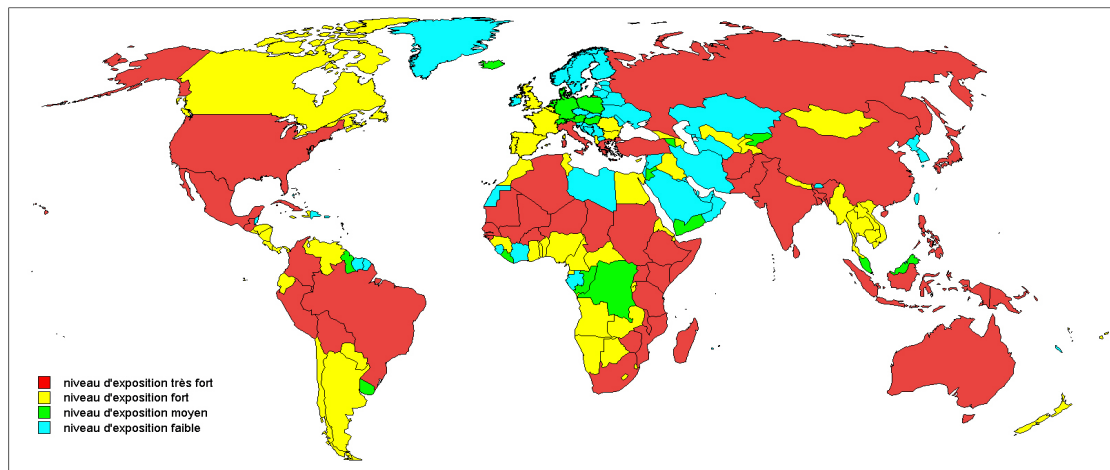 niveau d'exposition très fort
niveau d'exposition fort
niveau d'exposition moyen
niveau d'exposition faible